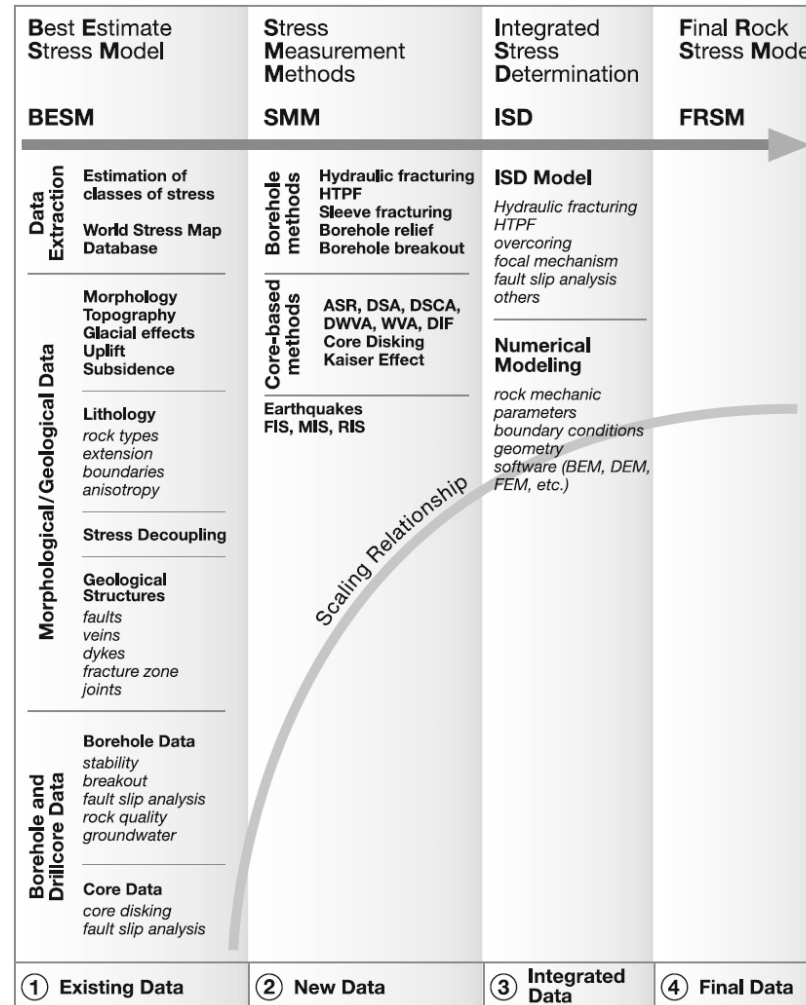 Best Estimate
Stress Model
BESM
Stress
Measurement
Methods
SMM
Integrated
Stress
Determination
ISD
Final Rock
Stress Mode
FRSM
Data
Extraction
Estimation of
classes of stress
World Stress Map
Database
Morphological/Geological Data
Morphology
Topography
Glacial effects
Uplift
Subsidence
Lithology
rock types
extension
boundaries
anisotropy
Stress Decoupling
Geological
Structures
faults
veins
dykes
fracture zone
joints
Borehole and
Drillcore Data
Borehole Data
stability
breakout
fault slip analysis
rock quality
groundwater
Core Data
core disking
fault slip analysis
Borehole
methods
Hydraulic fracturing
HTPF
Sleeve fracturing
Borehole relief
Borehole breakout
Core-based
methods
ASR, DSA, DSCA,
DWVA, WVA, DIF
Core Disking
Kaiser Effect
Earthquakes
FIS, MIS, RIS
Scaling Relationship
ISD Model
Hydraulic fracturing
HTPF
overcoring
focal mechanism
fault slip analysis
others
Numerical
Modeling
rock mechanic
parameters
boundary conditions
geometry
software (BEM, DEM,
FEM, etc.)
1 Existing Data
2 New Data
3 Integrated
Data
4 Final Data